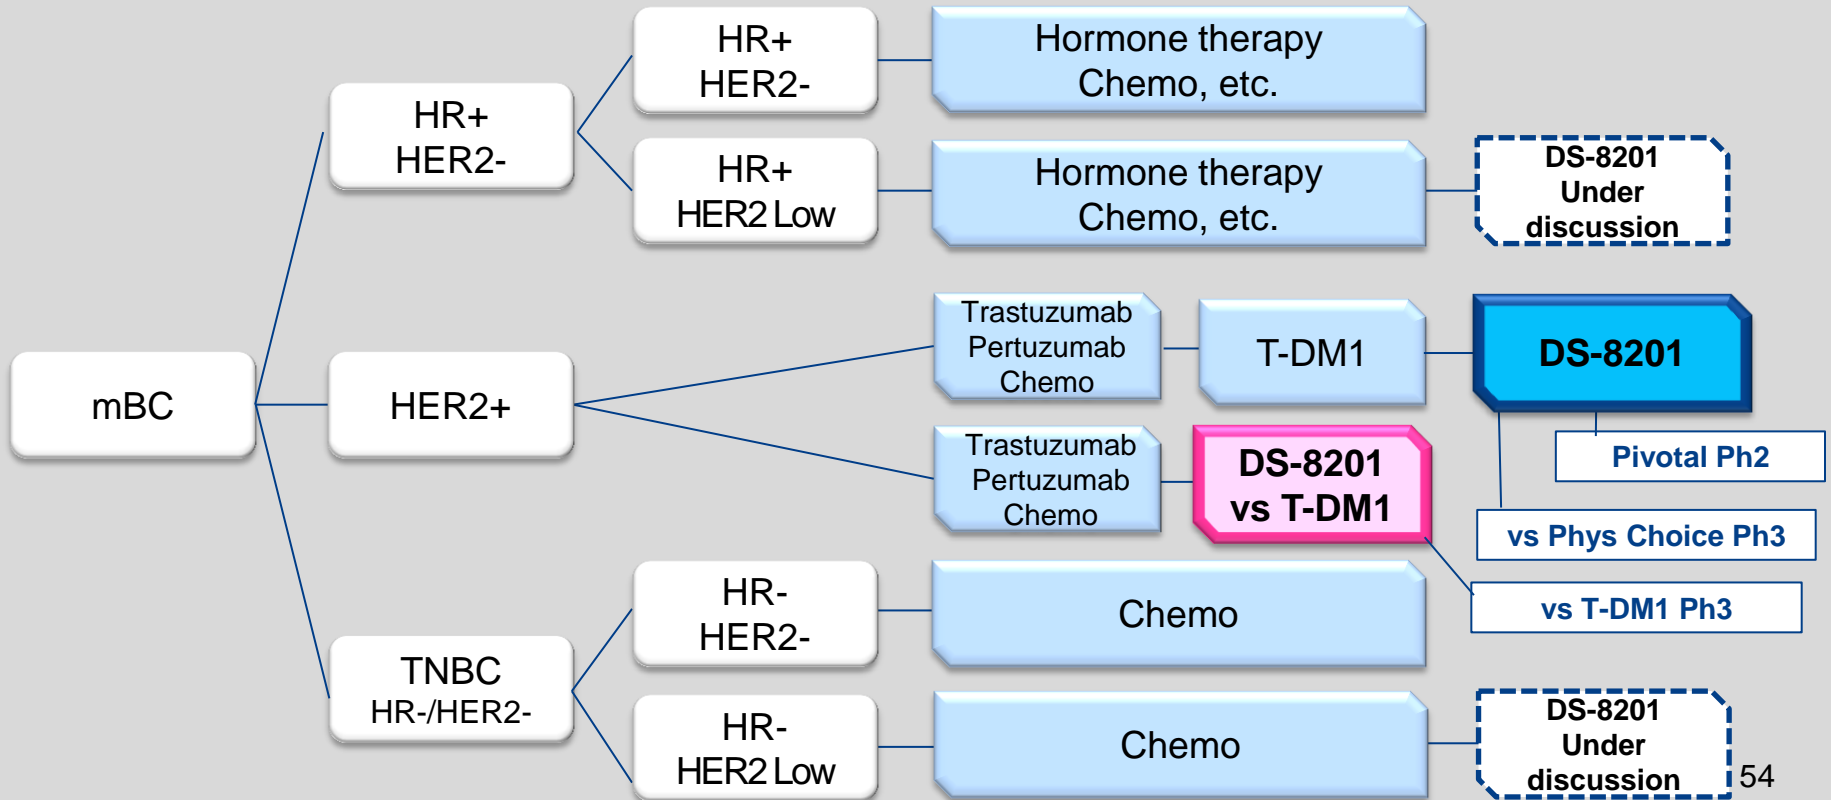 mBC
HR+
HER2-
HR+
HER2-
Hormone therapy
Chemo, etc.
HR+
HER2 Low
Hormone therapy
Chemo, etc.
DS-8201
Under
discussion
HER2+
Trastuzumab
Pertuzumab
Chemo
T-DM1
DS-8201
Pivotal Ph2
vs Phys Choice Ph3
Trastuzumab
Pertuzumab
Chemo
DS-8201
vs T-DM1
vs T-DM1 Ph3
TNBC
HR-/HER2-
HR-
HER2-
Chemo
HR-
HER2 Low
Chemo
DS-8201
Under
discussion
54